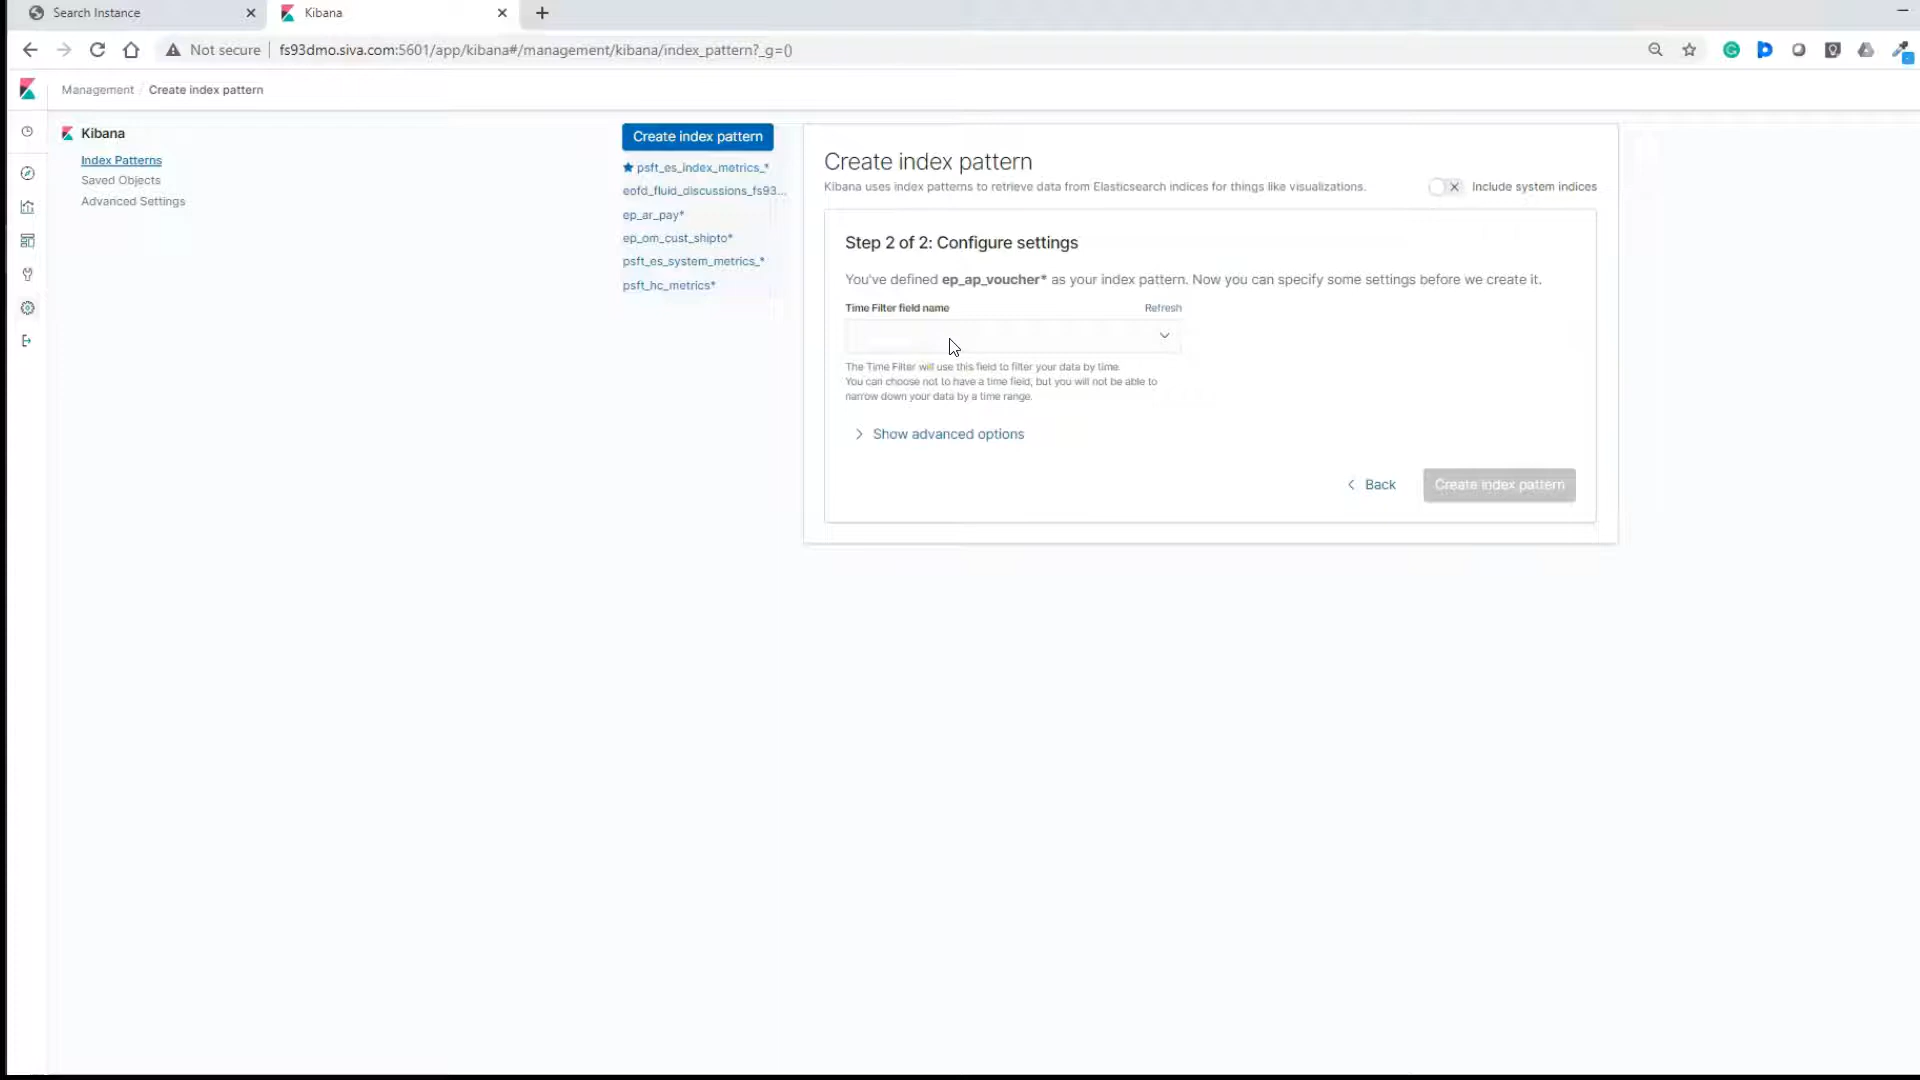 Search Instance
Kibana
Not secure
fs93dmo.siva.com:5601/app/kibana#/management/kibana/index_pattern?_g=()
Management / Create index pattern
Kibana
Index Patterns
Saved Objects
Advanced Settings
Create index pattern
psft_es_index_metrics_*
eofd_fluid_discussions_fs93...
ep_ar_pay*
ep_om_cust_shipto*
psft_es_system_metrics_*
psft_hc_metrics*
Create index pattern
Kibana uses index patterns to retrieve data from Elasticsearch indices for things like visualizations.
Include system indices
Step 2 of 2: Configure settings
You've defined ep_ap_voucher* as your index pattern. Now you can specify some settings before we create it.
Time Filter field name
Refresh
The Time Filter will use this field to filter your data by time.
You can choose not to have a time field, but you will not be able to
narrow down your data by a time range.
Show advanced options
Back
Create index pattern